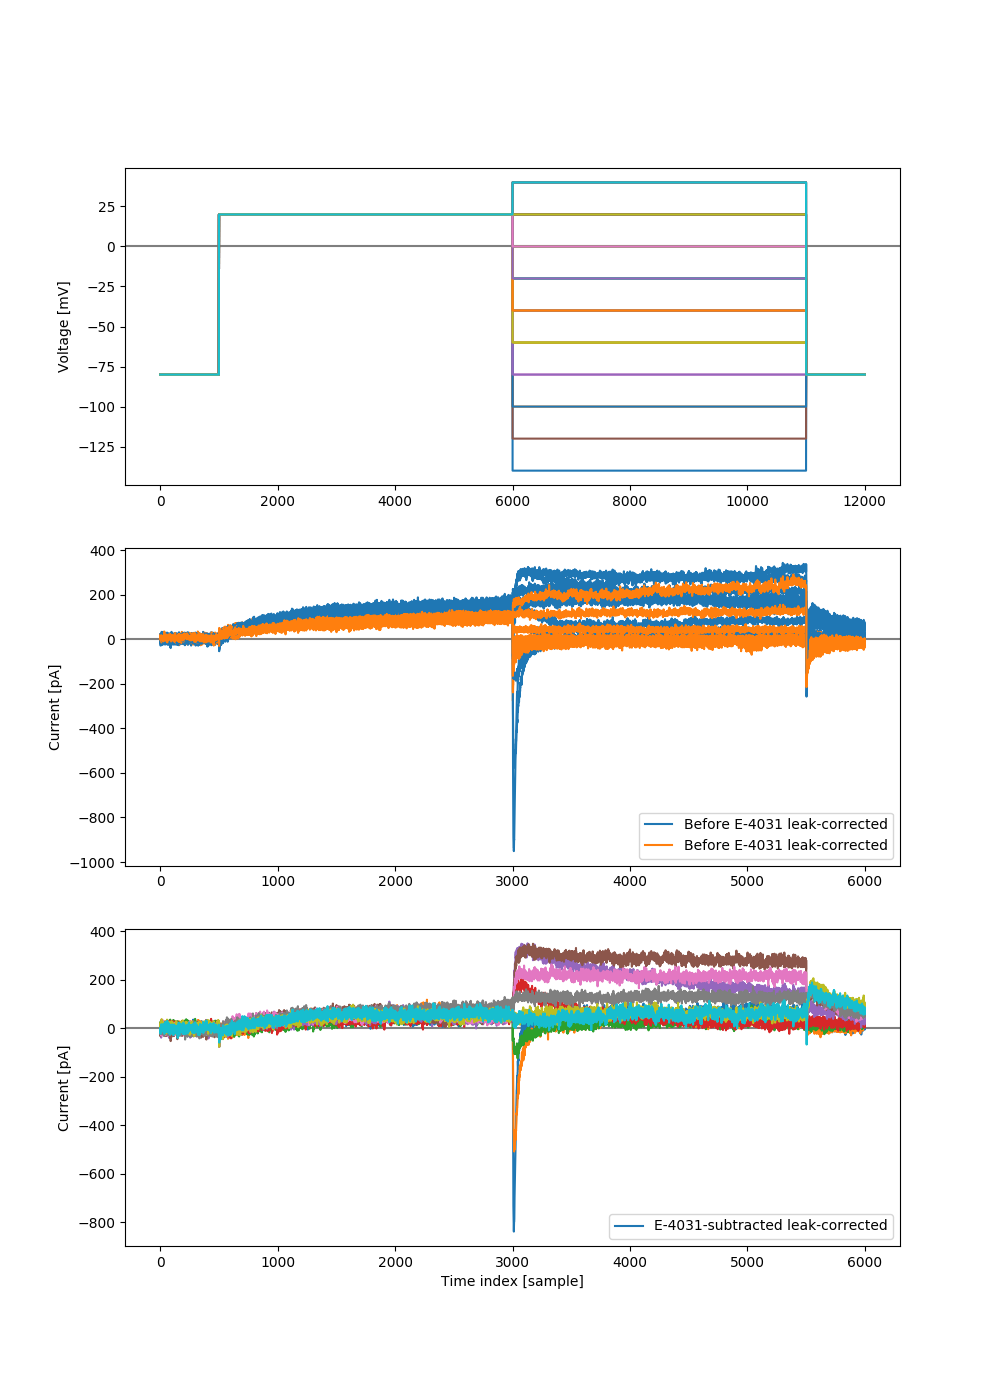 25
0
−25
−50
−75
−100
−125
Voltage [mV]
0 2000 4000 6000 8000 10000 12000
400
200
0
−200
−400
−600
−800
−1000
Current [pA]
Before E-4031 leak-corrected
Before E-4031 leak-corrected
0 1000 2000 3000 4000 5000 6000
400
200
0
−200
−400
−600
−800
Current [pA]
E-4031-subtracted leak-corrected
0 1000 2000 3000 4000 5000 6000
Time index [sample]